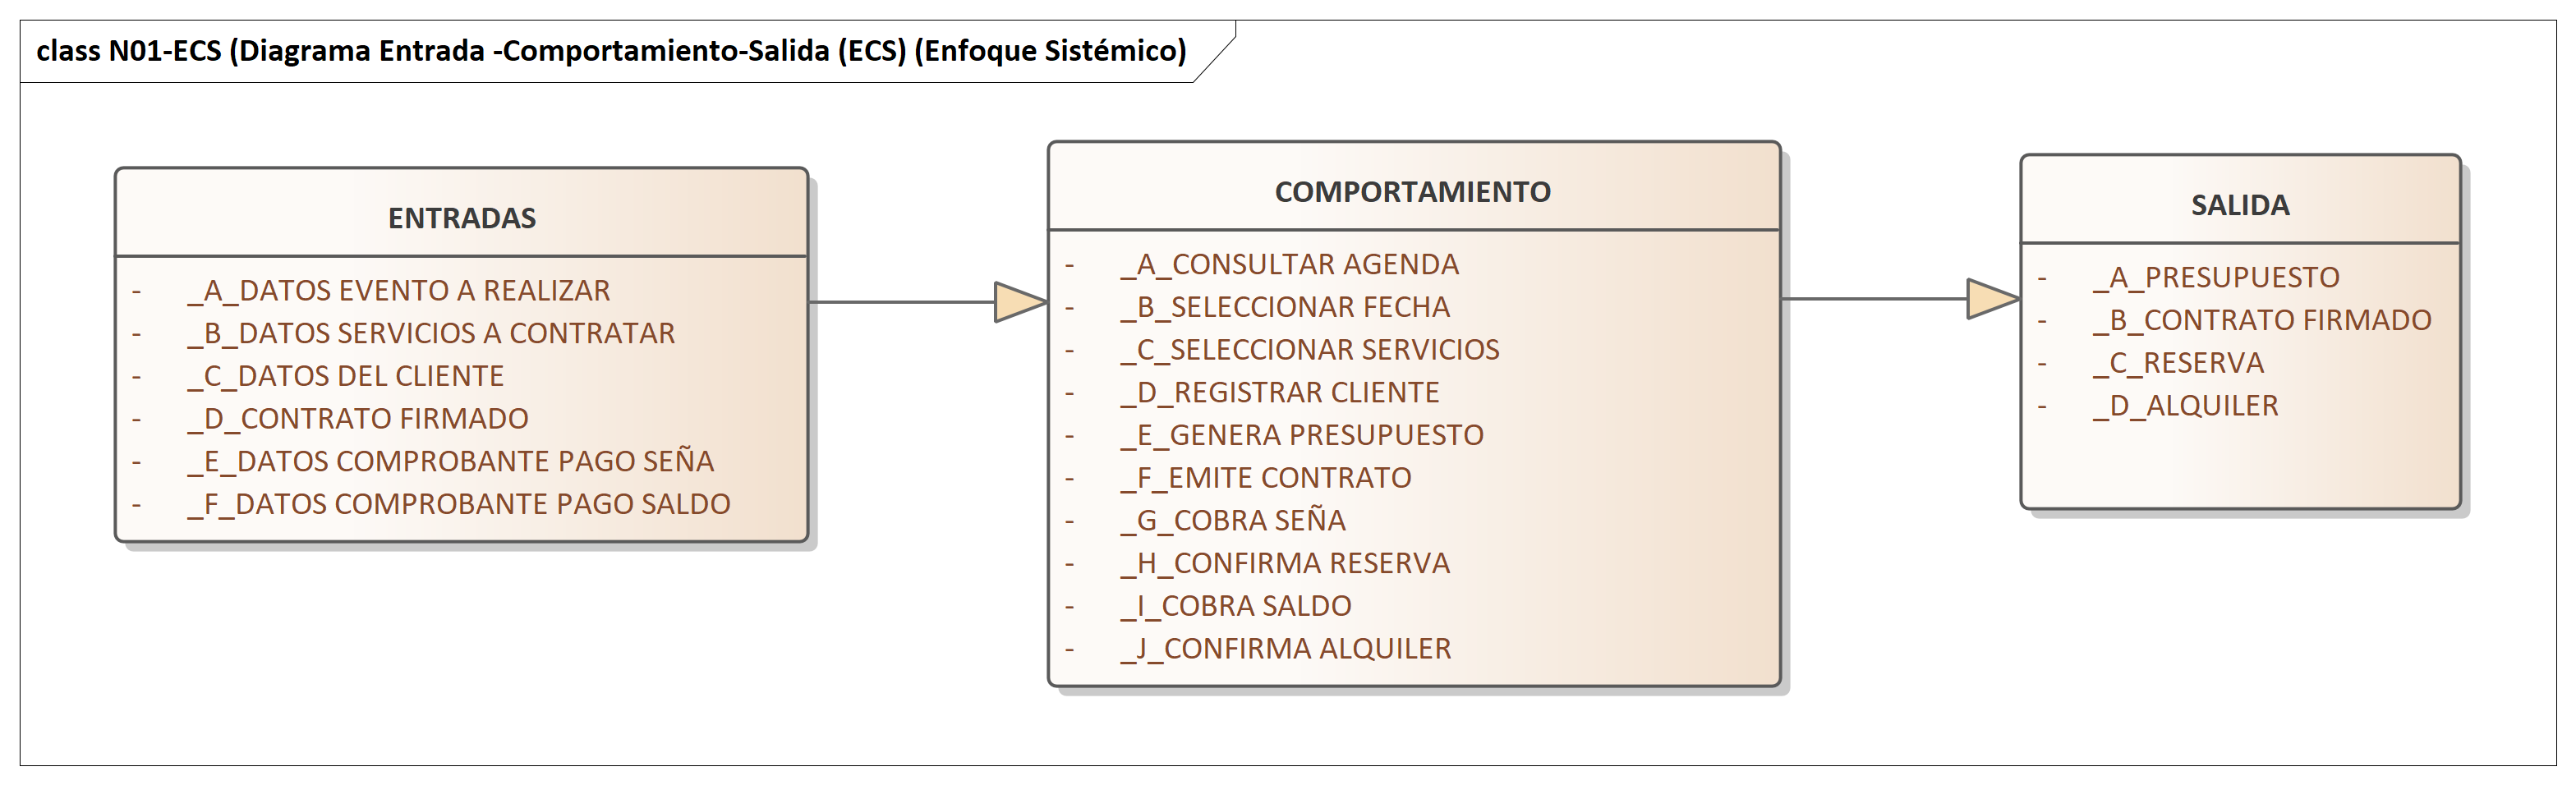 class N01-ECS (Diagrama Entrada -Comportamiento-Salida (ECS) (Enfoque Sistémico)
ENTRADAS
- _A_DATOS EVENTO A REALIZAR
- _B_DATOS SERVICIOS A CONTRATAR
- _C_DATOS DEL CLIENTE
- _D_CONTRATO FIRMADO
- _E_DATOS COMPROBANTE PAGO SEÑA
- _F_DATOS COMPROBANTE PAGO SALDO
COMPORTAMIENTO
- _A_CONSULTAR AGENDA
- _B_SELECCIONAR FECHA
- _C_SELECCIONAR SERVICIOS
- _D_REGISTRAR CLIENTE
- _E_GENERA PRESUPUESTO
- _F_EMITE CONTRATO
- _G_COBRA SEÑA
- _H_CONFIRMA RESERVA
- _I_COBRA SALDO
- _J_CONFIRMA ALQUILER
SALIDA
- _A_PRESUPUESTO
- _B_CONTRATO FIRMADO
- _C_RESERVA
- _D_ALQUILER